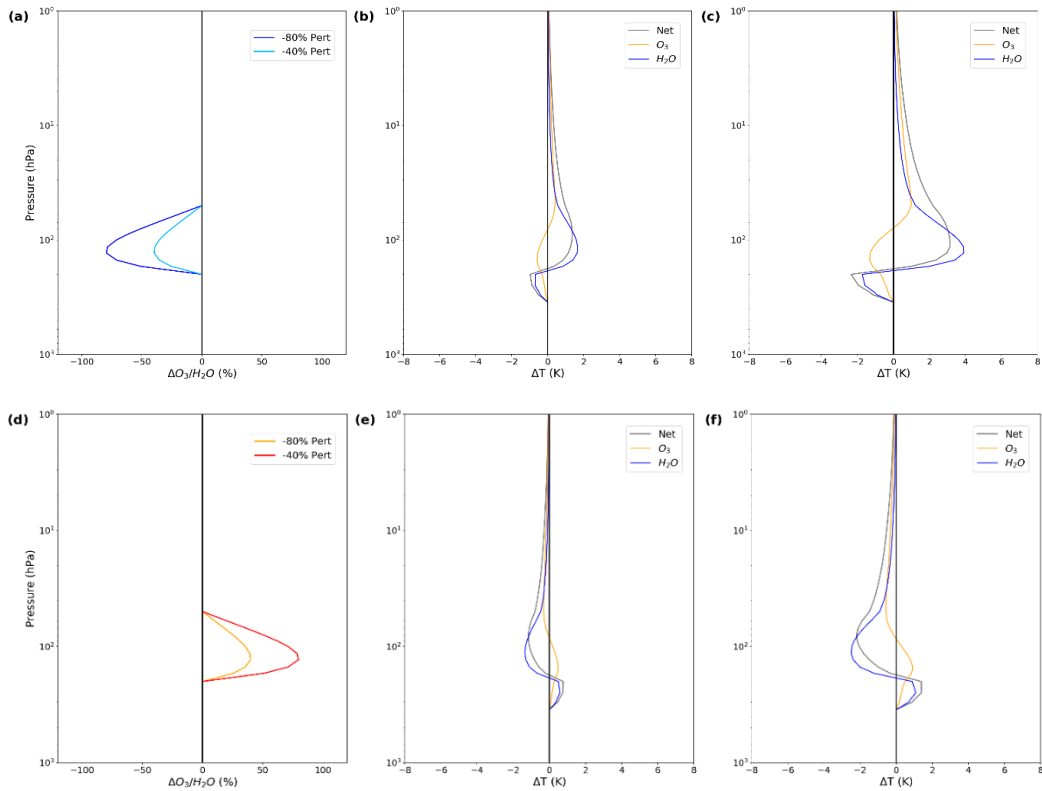 (a)
10⁰
10¹
10²
10³
Pressure (hPa)
-80% Pert
-40% Pert
−100 −50 0 50 100
ΔO₃/H₂O (%)
(b)
10⁰
10¹
10²
10³
Net
O₃
H₂O
−8 −6 −4 −2 0 2 4 6 8
ΔT (K)
(c)
10⁰
10¹
10²
10³
Net
O₃
H₂O
−8 −6 −4 −2 0 2 4 6 8
ΔT (K)
(d)
10⁰
10¹
10²
10³
Pressure (hPa)
-80% Pert
-40% Pert
−100 −50 0 50 100
ΔO₃/H₂O (%)
(e)
10⁰
10¹
10²
10³
Net
O₃
H₂O
−8 −6 −4 −2 0 2 4 6 8
ΔT (K)
(f)
10⁰
10¹
10²
10³
Net
O₃
H₂O
−8 −6 −4 −2 0 2 4 6 8
ΔT (K)